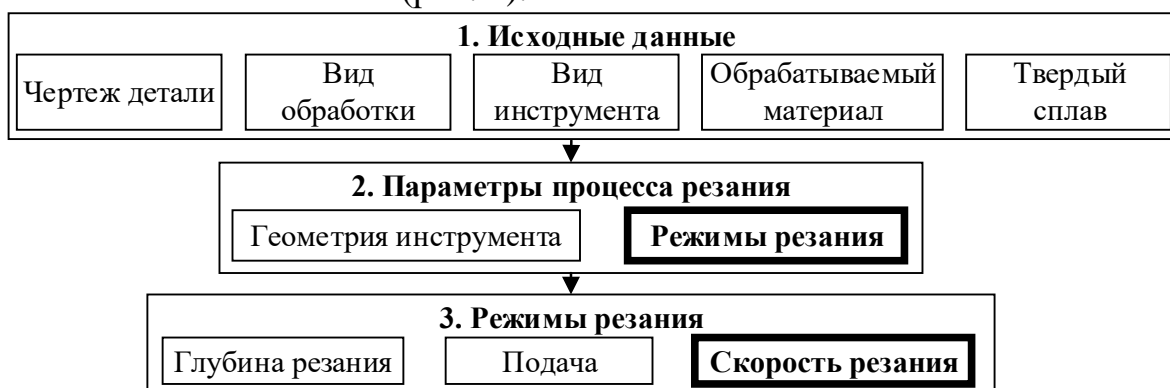 1. Исходные данные
Чертеж детали
Вид
обработки
Вид
инструмента
Обрабатываемый
материал
Твердый
сплав
2. Параметры процесса резания
Геометрия инструмента
Режимы резания
3. Режимы резания
Глубина резания
Подача
Скорость резания